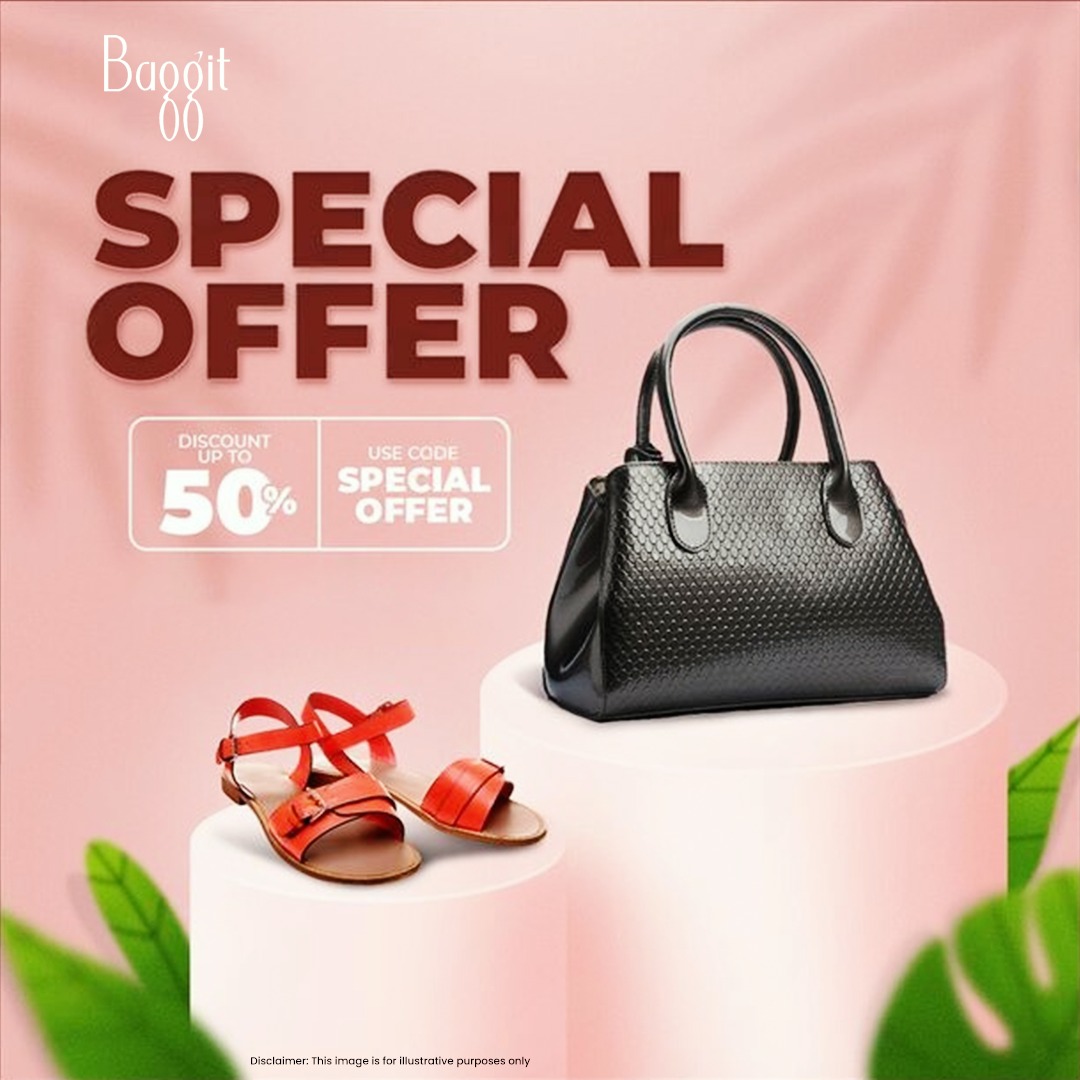 Baggit
SPECIAL
OFFER
DISCOUNT
UP TO
50%
USE CODE
SPECIAL
OFFER
Disclaimer: This image is for illustrative purposes only